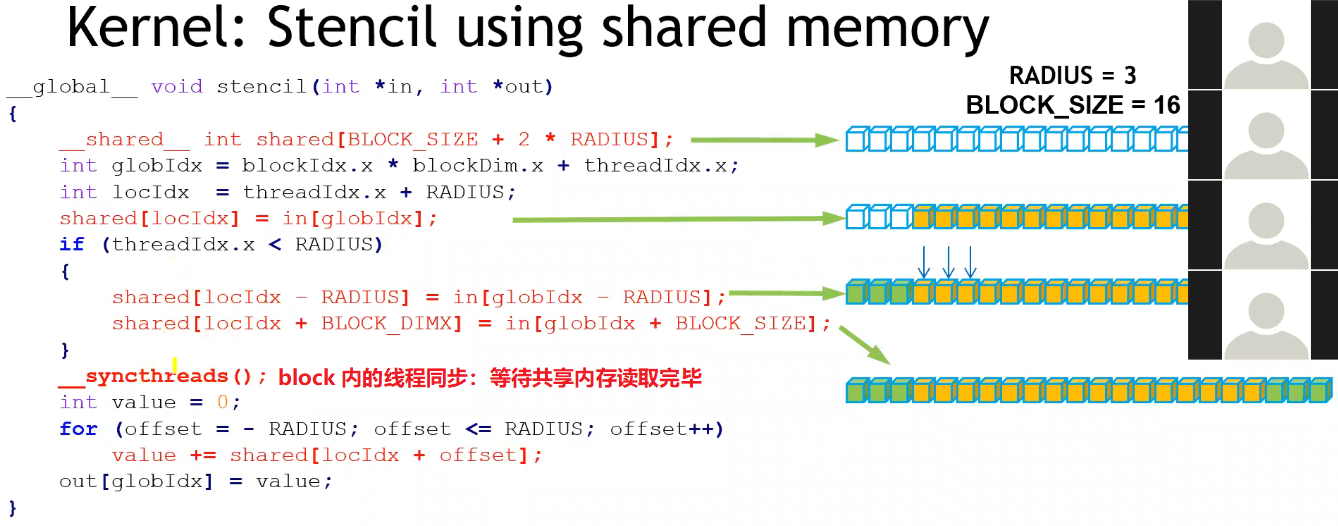 Kernel: Stencil using shared memory
RADIUS = 3
BLOCK_SIZE = 16
__global__ void stencil(int *in, int *out)
{
__shared__ int shared[BLOCK_SIZE + 2 * RADIUS];
int globIdx = blockIdx.x * blockDim.x + threadIdx.x;
int locIdx  = threadIdx.x + RADIUS;
shared[locIdx] = in[globIdx];
if (threadIdx.x < RADIUS)
{
shared[locIdx – RADIUS] = in[globIdx – RADIUS];
shared[locIdx + BLOCK_DIMX] = in[globIdx + BLOCK_SIZE];
}
__syncthreads(); block 内的线程同步：等待共享内存读取完毕
int value = 0;
for (offset = - RADIUS; offset <= RADIUS; offset++)
value += shared[locIdx + offset];
out[globIdx] = value;
}